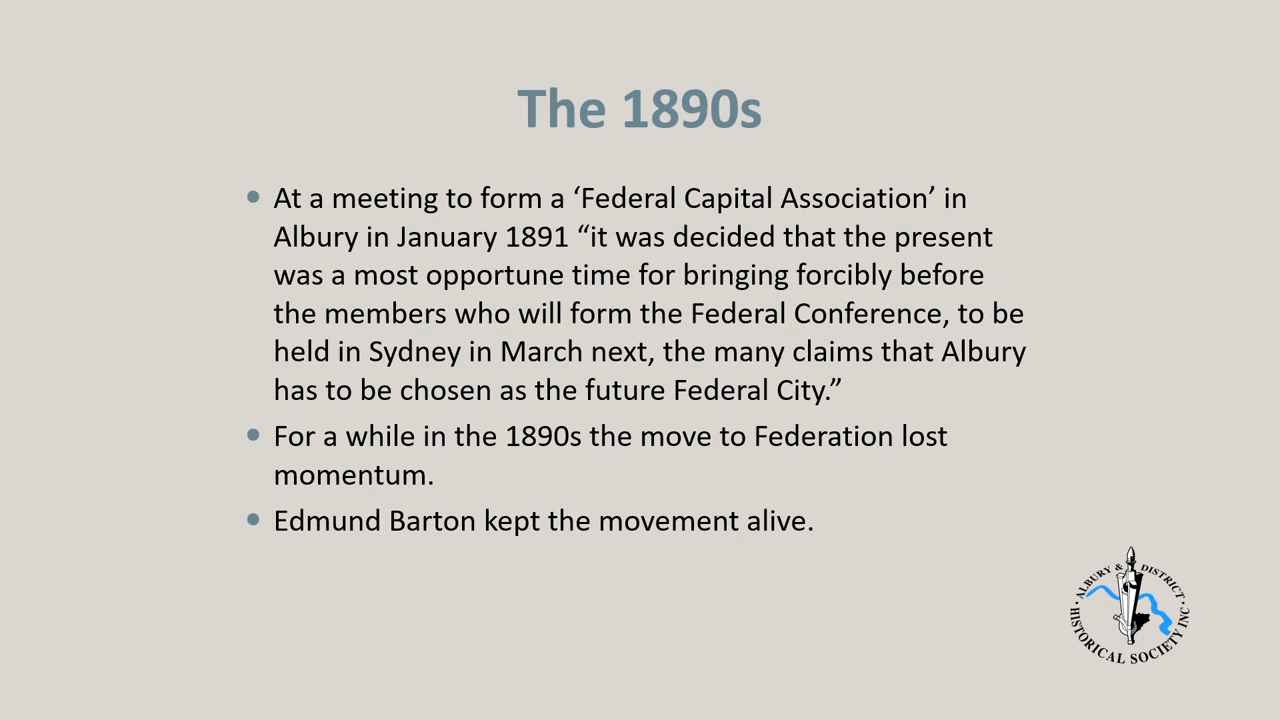 The 1890s
• At a meeting to form a ‘Federal Capital Association’ in
Albury in January 1891 “it was decided that the present
was a most opportune time for bringing forcibly before
the members who will form the Federal Conference, to be
held in Sydney in March next, the many claims that Albury
has to be chosen as the future Federal City.”
• For a while in the 1890s the move to Federation lost
momentum.
• Edmund Barton kept the movement alive.
• ALBURY & DISTRICT •
HISTORICAL SOCIETY INC